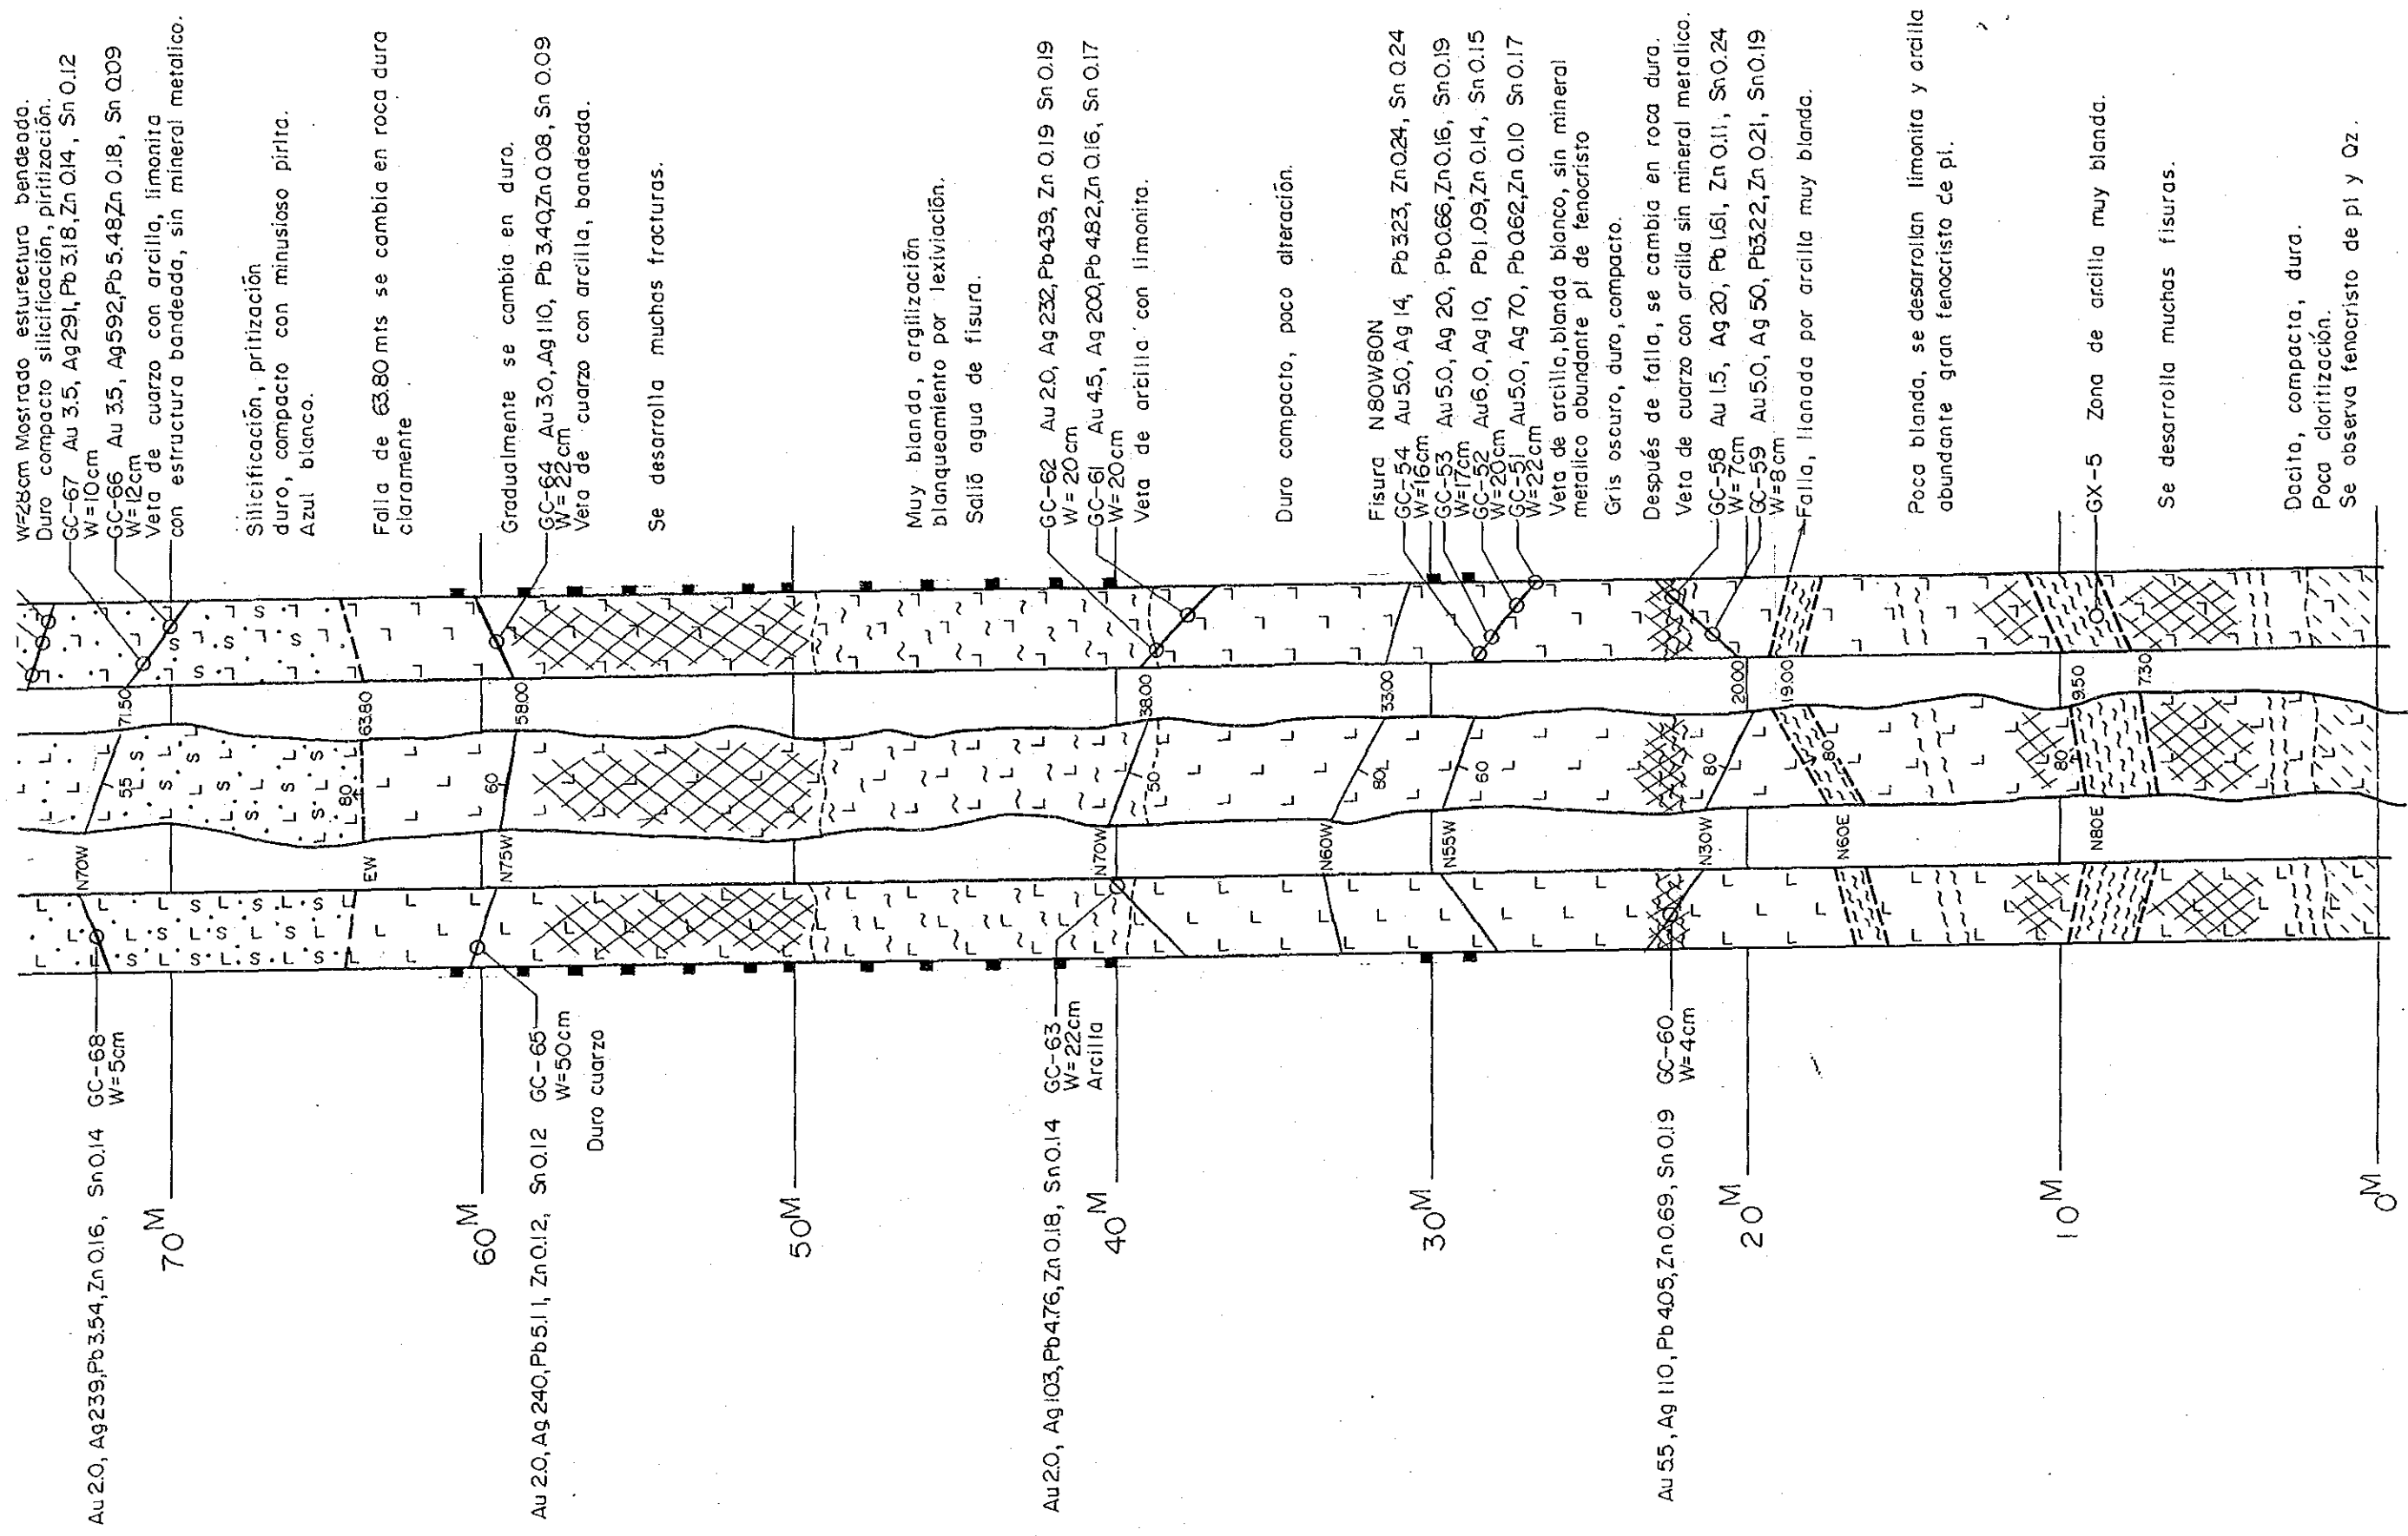 W=28cm Mostrado esturectura bendeada.
Duro compacto silicificación, piritización.
GC-67 Au 3.5, Ag 291, Pb 3.18, Zn 0.14, Sn 0.12
W=10cm
GC-66 Au 3.5, Ag592, Pb 5.48, Zn 0.18, Sn 0.09
W=12cm
Veta de cuarzo con arcilla, limonita
con estructura bandeada, sin mineral metalico.
Silicificación, pritización
duro, compacto con minusioso pirita.
Azul blanco.
Falla de 63.80 mts se cambia en roca dura
claramente
Gradualmente se cambia en duro.
GC-64 Au 3.0, Ag 110, Pb 3.40, Zn 0.08, Sn 0.09
W=22cm
Veta de cuarzo con arcilla, bandeada.
Se desarrolla muchas fracturas.
Muy blanda, argilización
blanqueamiento por lexiviación.
Salió agua de fisura.
GC-62 Au 2.0, Ag 232, Pb4.39, Zn 0.19 Sn 0.19
W=20cm
GC-61 Au 4.5, Ag 200, Pb 4.82, Zn 0.16, Sn 0.17
W=20cm
Veta de arcilla con limonita.
Duro compacto, poco alteración.
Fisura N80W80N
GC-54 Au 5.0, Ag 14, Pb 3.23, Zn 0.24, Sn 0.24
W=16cm
GC-53 Au 5.0, Ag 20, Pb0.66, Zn 0.16, Sn 0.19
W=17cm
GC-52 Au6.0, Ag 10, Pb 1.09, Zn 0.14, Sn 0.15
W=20cm
GC-51 Au5.0, Ag 70, Pb 0.62, Zn 0.10 Sn 0.17
W=22cm
Veta de arcilla, blanda blanco, sin mineral
metalico abundante pl de fenocristo
Gris oscuro, duro, compacto.
Después de falla, se cambia en roca dura.
Veta de cuarzo con arcilla sin mineral metalico.
GC-58 Au 1.5, Ag 20, Pb 1.61, Zn 0.11, Sn 0.24
W=7cm
GC-59 Au5.0, Ag 50, Pb3.22, Zn 0.21, Sn 0.19
W=8cm
Falla, llanada por arcilla muy blanda.
Poca blanda, se desarrollan limonita y arcilla
abundante gran fenocristo de pl.
GX-5 Zona de arcilla muy blanda.
Se desarrolla muchas fisuras.
Dacito, compacta, dura.
Poca cloritización.
Se observa fenocristo de pl y Qz.
71.50
63.80
58.00
38.00
33.00
20.00
19.00
9.50
7.30
55
80
60
50
80
60
80
80
80
N70W
EW
N75W
N70W
N60W
N55W
N30W
N60E
N80E
Au 2.0, Ag 239, Pb 3.54, Zn 0.16, Sn 0.14 GC-68
W=5cm
Au 2.0, Ag 240, Pb 5.11, Zn 0.12, Sn 0.12 GC-65
W=50cm
Duro cuarzo
Au 2.0, Ag 103, Pb 4.76, Zn 0.18, Sn 0.14 GC-63
W=22cm
Arcilla
Au 5.5, Ag 110, Pb 4.05, Zn 0.69, Sn 0.19 GC-60
W=4cm
70M
60M
50M
40M
30M
20M
10M
0M